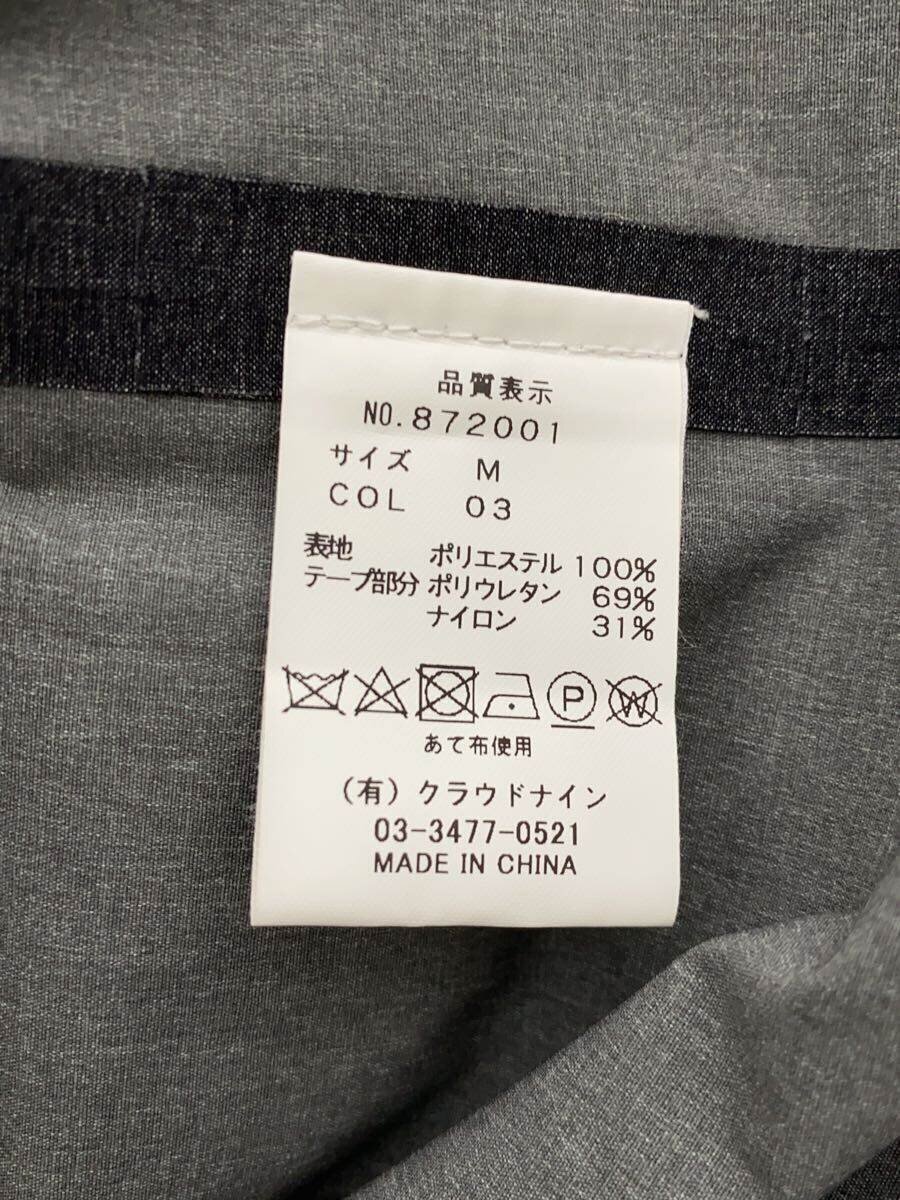 品質表示
NO.872001
サイズ M
COL 03
表地 ポリエステル 100%
テープ部分 ポリウレタン 69%
ナイロン 31%
P W
あて布使用
(有) クラウドナイン
03-3477-0521
MADE IN CHINA